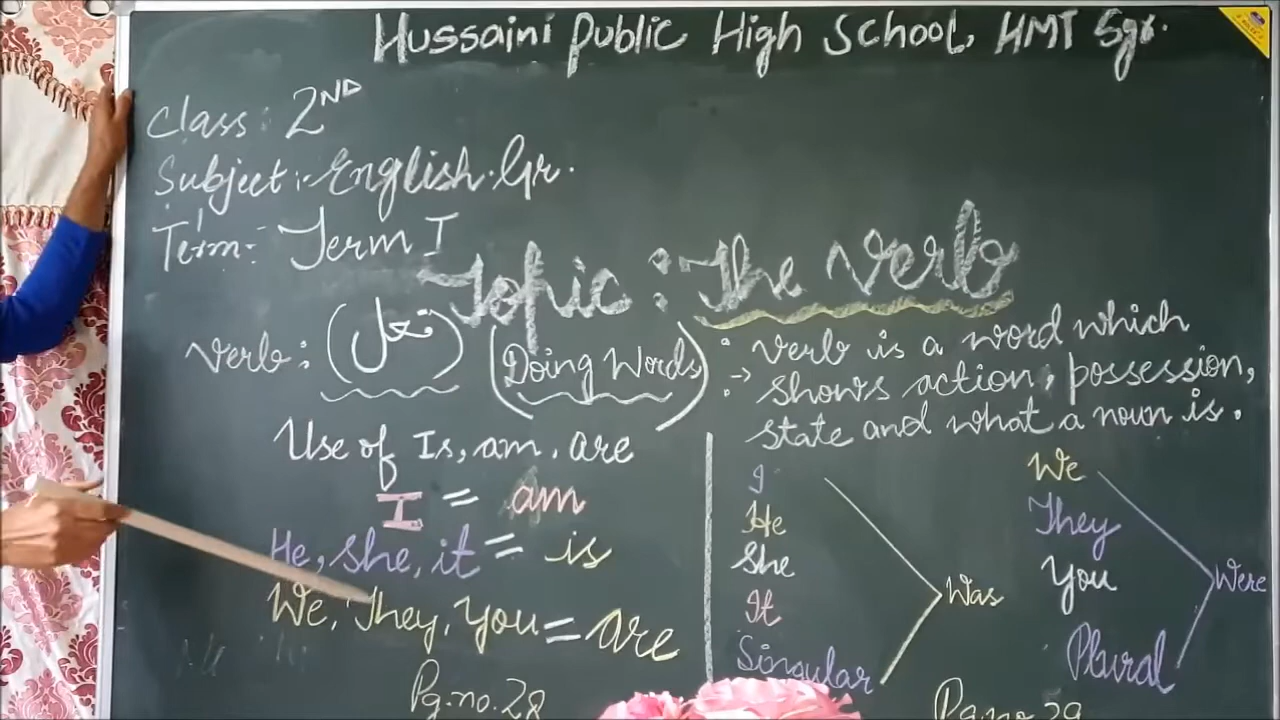 Hussaini Public High School, HMT Sgr.
Class: 2ND
Subject:- English. Gr.
Term:- Term I
Topic: The Verb
Verb: (فعل) (Doing Words) :→ Verb is a word which
shows action, possession,
state and what a noun is.
Use of Is, am, are
I = am
He, she, it = is
We, They, You = are
Pg. no. 28
I
He
She
It
Singular
Was
We
They
You
Plural
Were
Pg. no. 29